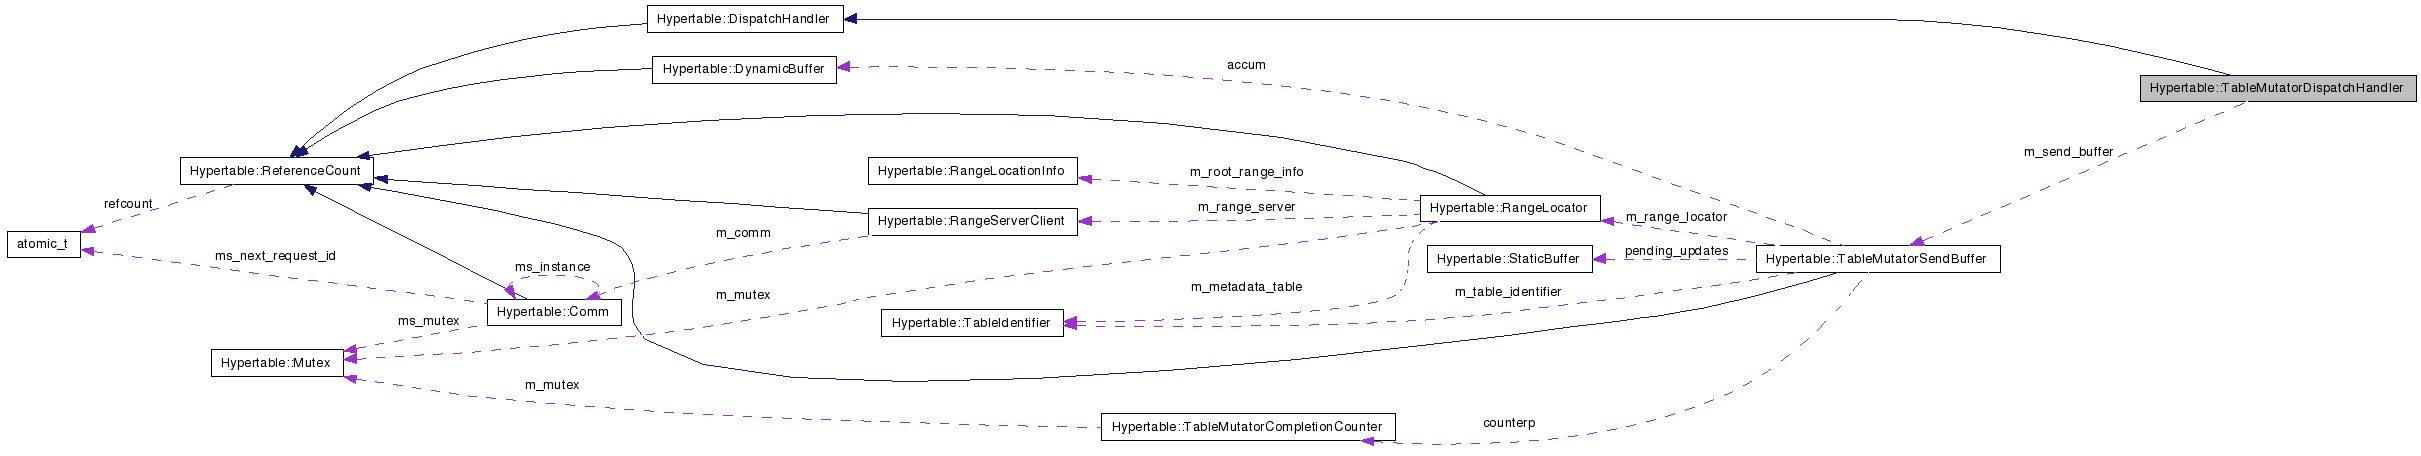 Hypertable::DispatchHandler
Hypertable::DynamicBuffer
accum
Hypertable::TableMutatorDispatchHandler
m_send_buffer
Hypertable::ReferenceCount
Hypertable::RangeLocationInfo
m_root_range_info
refcount
m_range_server
Hypertable::RangeLocator
m_range_locator
Hypertable::RangeServerClient
m_comm
atomic_t
ms_next_request_id
ms_instance
pending_updates
Hypertable::StaticBuffer
Hypertable::TableMutatorSendBuffer
m_mutex
m_metadata_table
m_table_identifier
Hypertable::Comm
ms_mutex
Hypertable::TableIdentifier
Hypertable::Mutex
m_mutex
Hypertable::TableMutatorCompletionCounter
counterp